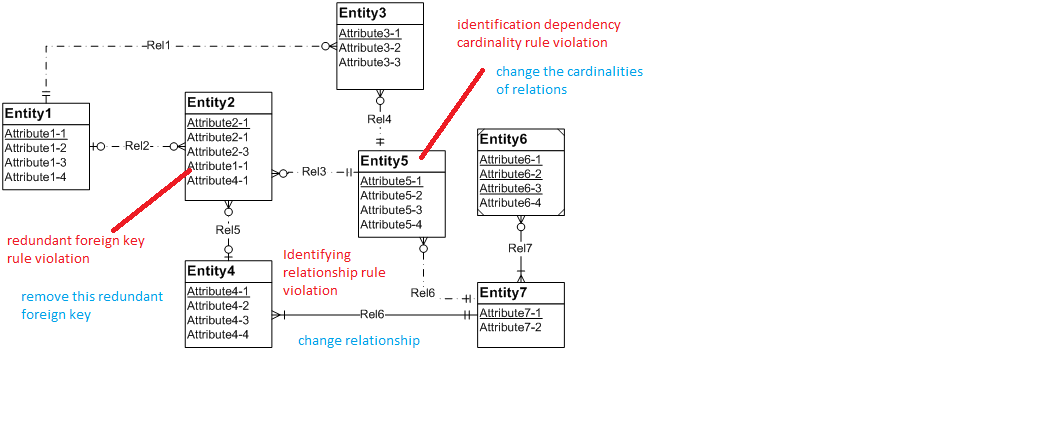 Entity3
Attribute3-1
Attribute3-2
Attribute3-3
identification dependency
cardinality rule violation
change the cardinalities
of relations
Rel1
Entity1
Attribute1-1
Attribute1-2
Attribute1-3
Attribute1-4
Rel2-
Entity2
Attribute2-1
Attribute2-1
Attribute2-3
Attribute1-1
Attribute4-1
Rel4
Rel3
Entity5
Attribute5-1
Attribute5-2
Attribute5-3
Attribute5-4
Entity6
Attribute6-1
Attribute6-2
Attribute6-3
Attribute6-4
redundant foreign key
rule violation
remove this redundant
foreign key
Rel5
Identifying
relationship rule
violation
Rel7
Rel6
Entity4
Attribute4-1
Attribute4-2
Attribute4-3
Attribute4-4
Rel6
change relationship
Entity7
Attribute7-1
Attribute7-2